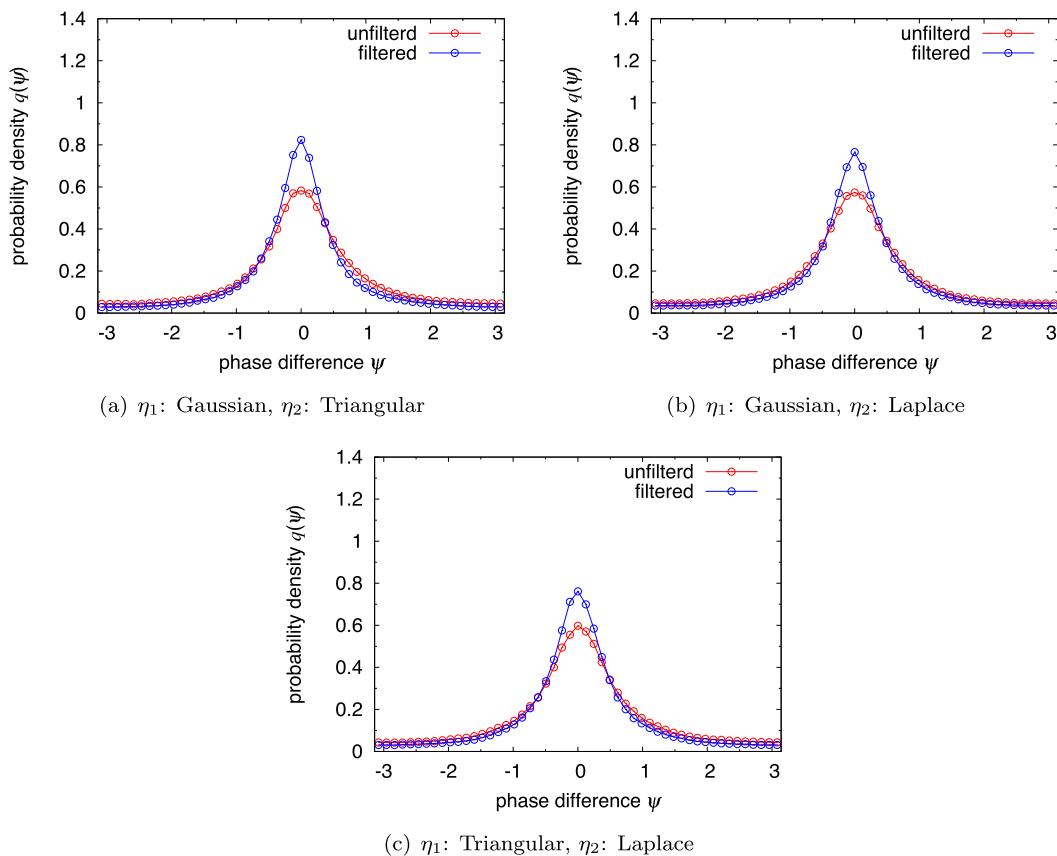 1.4
1.2
1
0.8
0.6
0.4
0.2
0
probability density q(ψ)
unfilterd
filtered
-3 -2 -1 0 1 2 3
phase difference ψ
(a) η1: Gaussian, η2: Triangular
1.4
1.2
1
0.8
0.6
0.4
0.2
0
probability density q(ψ)
unfilterd
filtered
-3 -2 -1 0 1 2 3
phase difference ψ
(b) η1: Gaussian, η2: Laplace
1.4
1.2
1
0.8
0.6
0.4
0.2
0
probability density q(ψ)
unfilterd
filtered
-3 -2 -1 0 1 2 3
phase difference ψ
(c) η1: Triangular, η2: Laplace